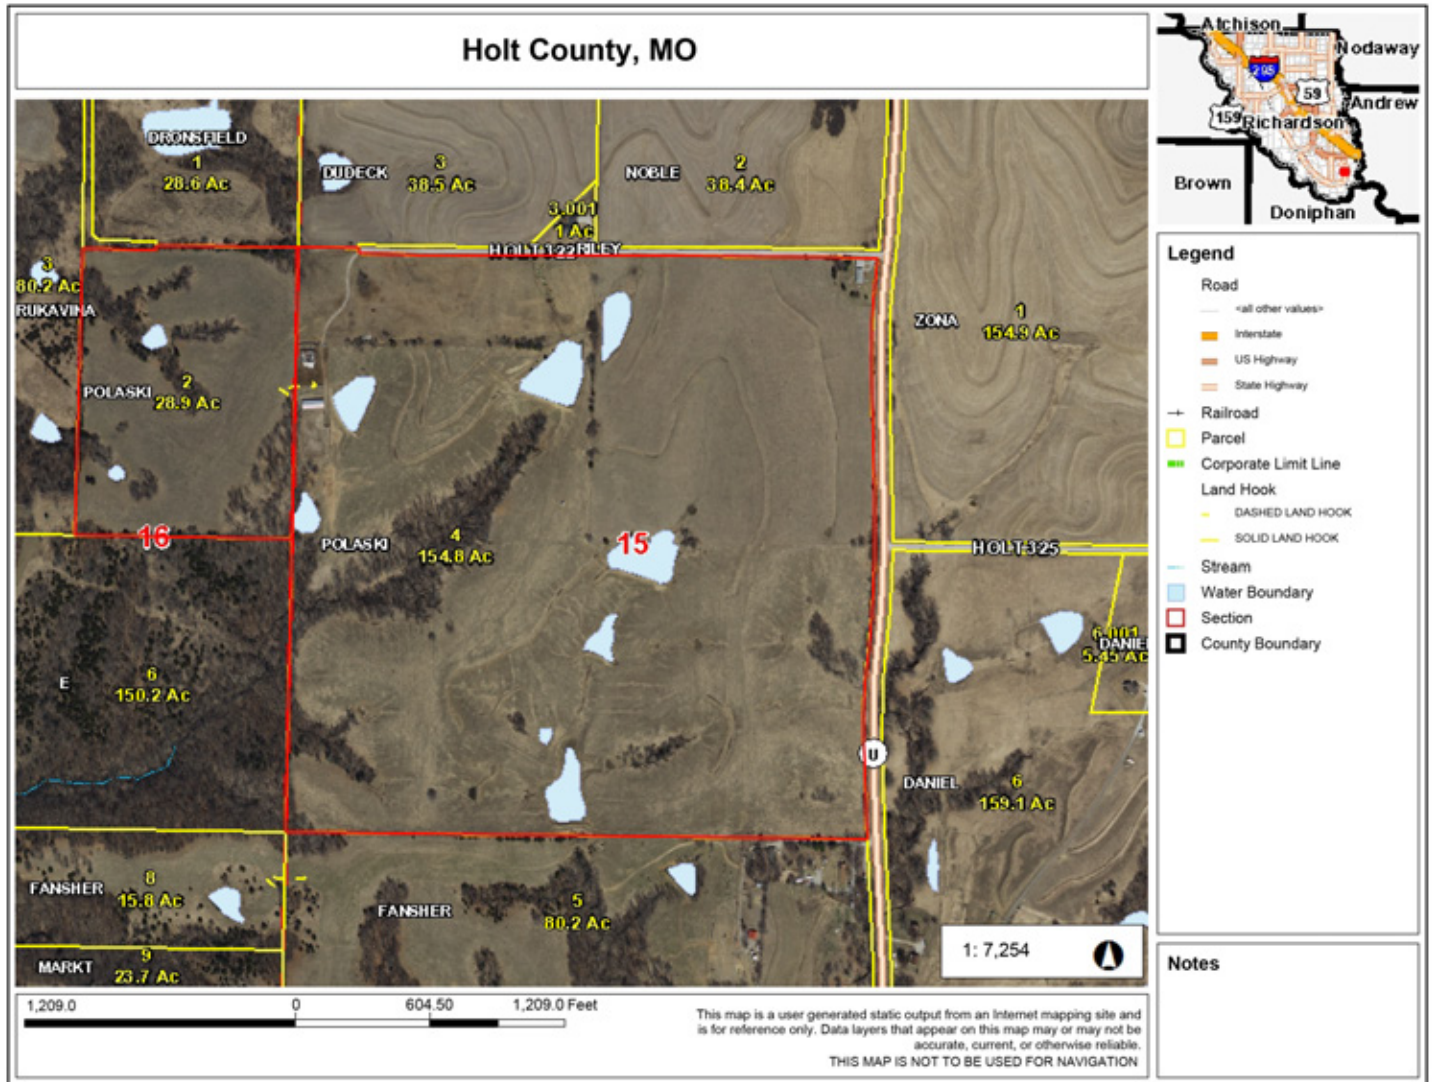 Holt County, MO
Atchison
Nodaway
295
59
Andrew
159
Richardson
Brown
Doniphan
DRONSFIELD
1
28.6 Ac
DUDECK
3
38.5 Ac
NOBLE
2
38.4 Ac
3.001
1 Ac
HOLT 322 RILEY
3
80.2 Ac
RUKAVINA
ZONA
1
154.9 Ac
POLASKI
2
28.9 Ac
16
POLASKI
4
154.8 Ac
15
HOLT 325
6.001
DANIEL
5.45 Ac
E
6
150.2 Ac
U
DANIEL
6
159.1 Ac
FANSHER
8
15.8 Ac
FANSHER
5
80.2 Ac
MARKT
9
23.7 Ac
1: 7,254
Legend
Road
<all other values>
Interstate
US Highway
State Highway
Railroad
Parcel
Corporate Limit Line
Land Hook
DASHED LAND HOOK
SOLID LAND HOOK
Stream
Water Boundary
Section
County Boundary
Notes
1,209.0 0 604.50 1,209.0 Feet
This map is a user generated static output from an Internet mapping site and
is for reference only. Data layers that appear on this map may or may not be
accurate, current, or otherwise reliable.
THIS MAP IS NOT TO BE USED FOR NAVIGATION